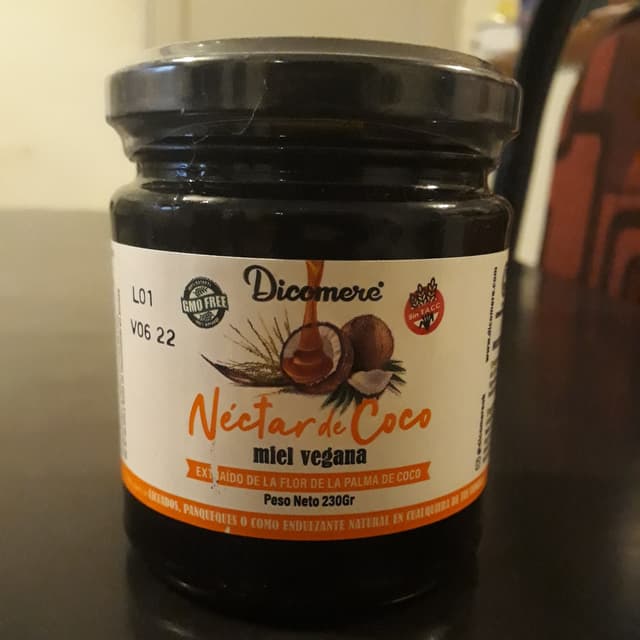 L01
V06 22
GMO FREE
Dicomere
Sin T.A.C.C.
www.dicomere.com
Néctar de Coco
miel vegana
EXTRAÍDO DE LA FLOR DE LA PALMA DE COCO
Peso Neto 230Gr
LICUADOS, PANQUEQUES O COMO ENDULZANTE NATURAL EN CUALQUIERA DE